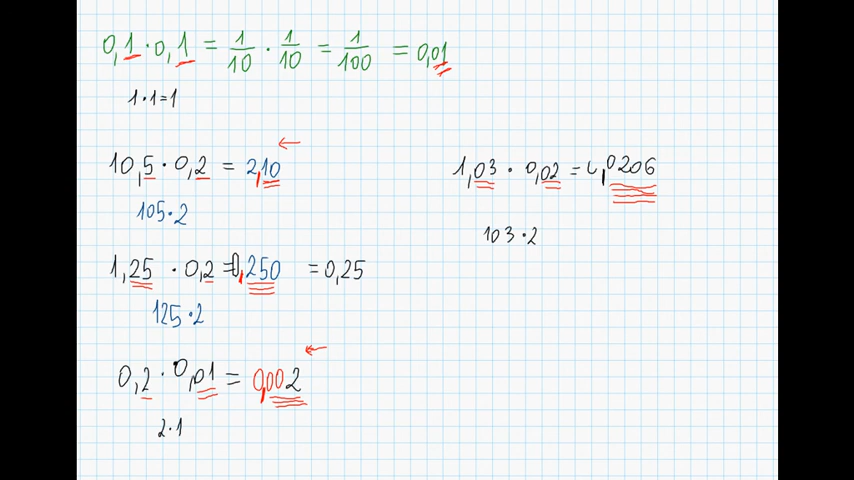 0,1 · 0,1 = 1/10 · 1/10 = 1/100 = 0,01
1 · 1 = 1
10,5 · 0,2 = 2,10
105 · 2
1,25 · 0,2 = 0,250 = 0,25
125 · 2
0,2 · 0,01 = 0,002
2 · 1
1,03 · 0,02 = 0,0206
103 · 2